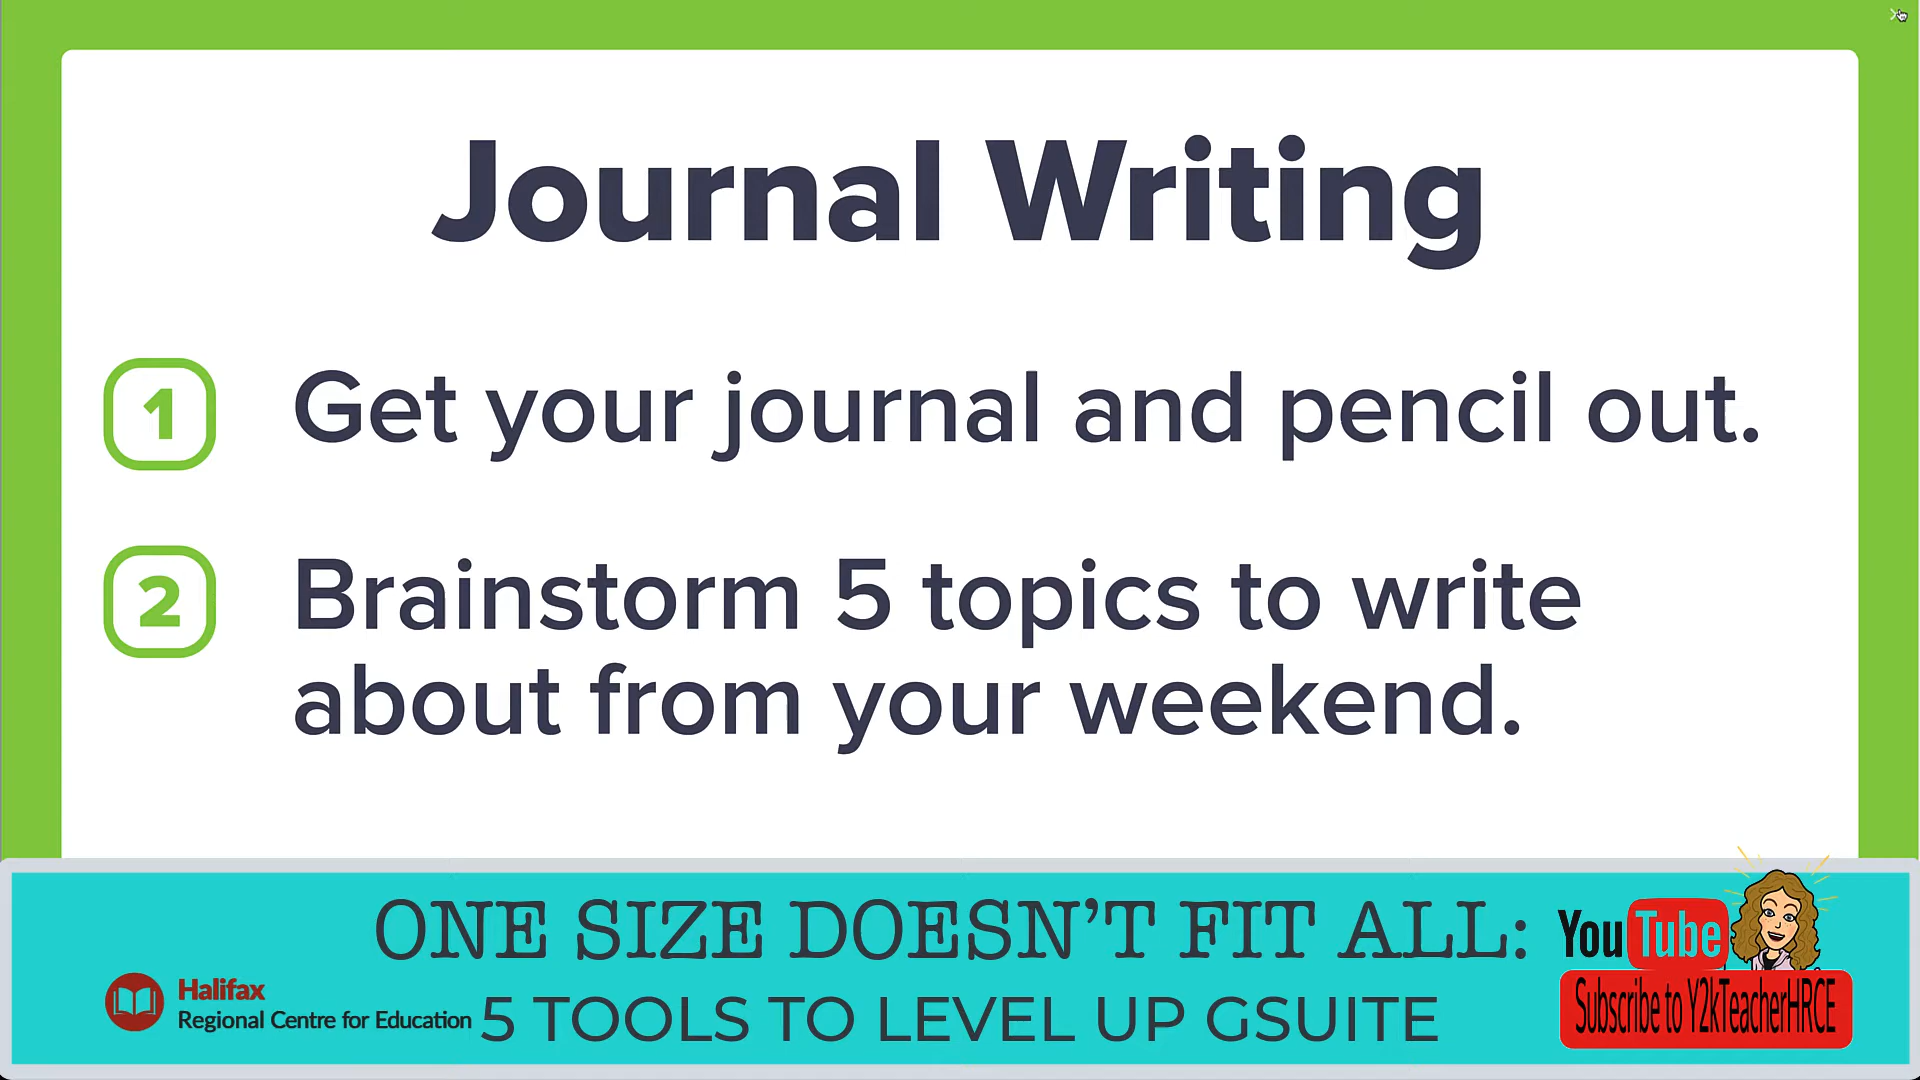 Journal Writing
1 Get your journal and pencil out.
2 Brainstorm 5 topics to write
about from your weekend.
ONE SIZE DOESN'T FIT ALL:
5 TOOLS TO LEVEL UP GSUITE
Halifax
Regional Centre for Education
YouTube
Subscribe to Y2kTeacherHRCE